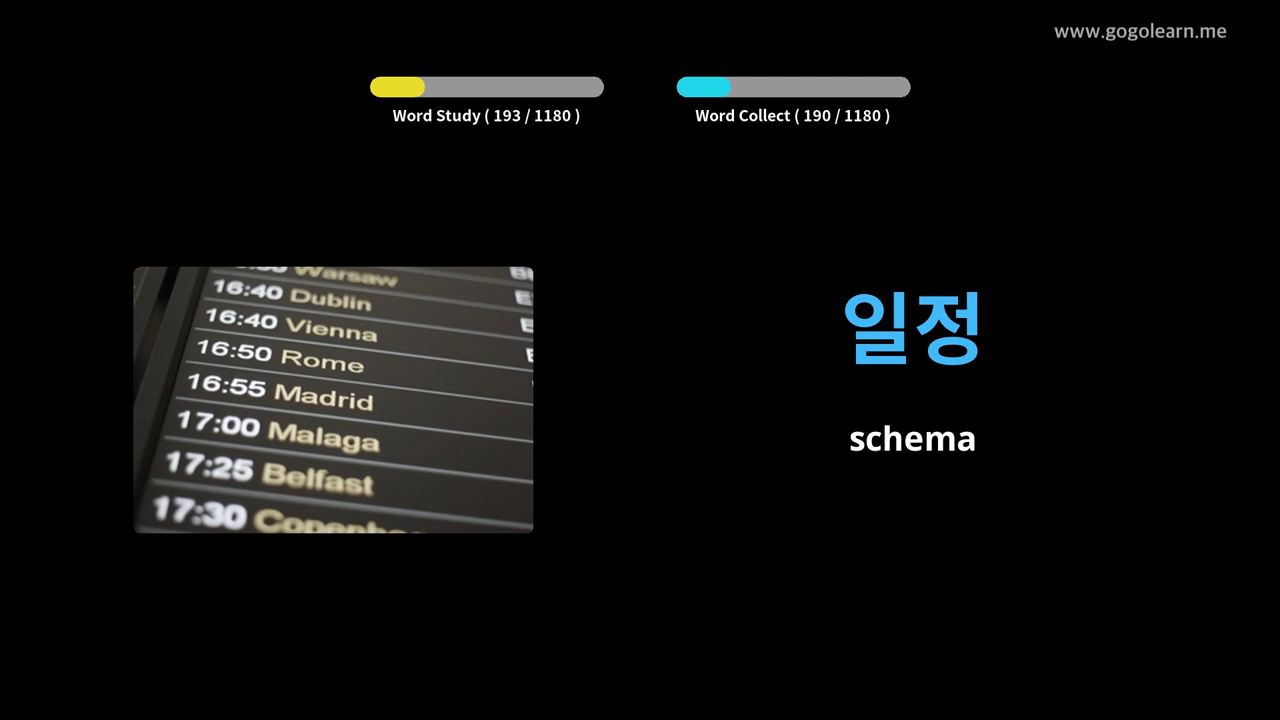 www.gogolearn.me
Word Study ( 193 / 1180 )
Word Collect ( 190 / 1180 )
Warsaw
16:40 Dublin
16:40 Vienna
16:50 Rome
16:55 Madrid
17:00 Malaga
17:25 Belfast
17:30
일정
schema